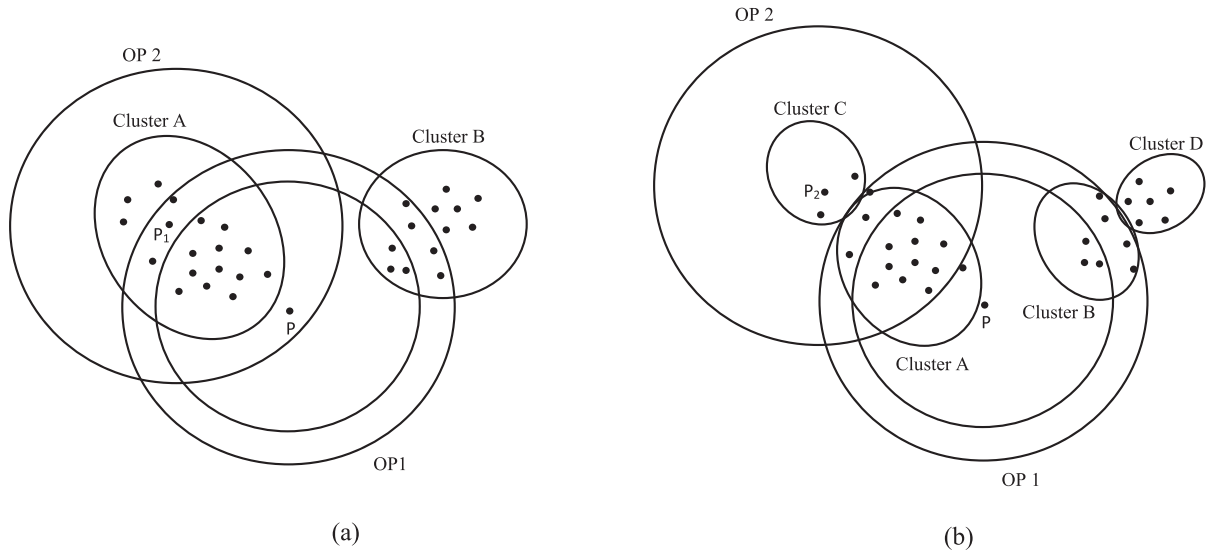 OP 2
Cluster A
Cluster B
P1
P
OP1
(a)
OP 2
Cluster C
Cluster D
P2
Cluster B
P
Cluster A
OP 1
(b)